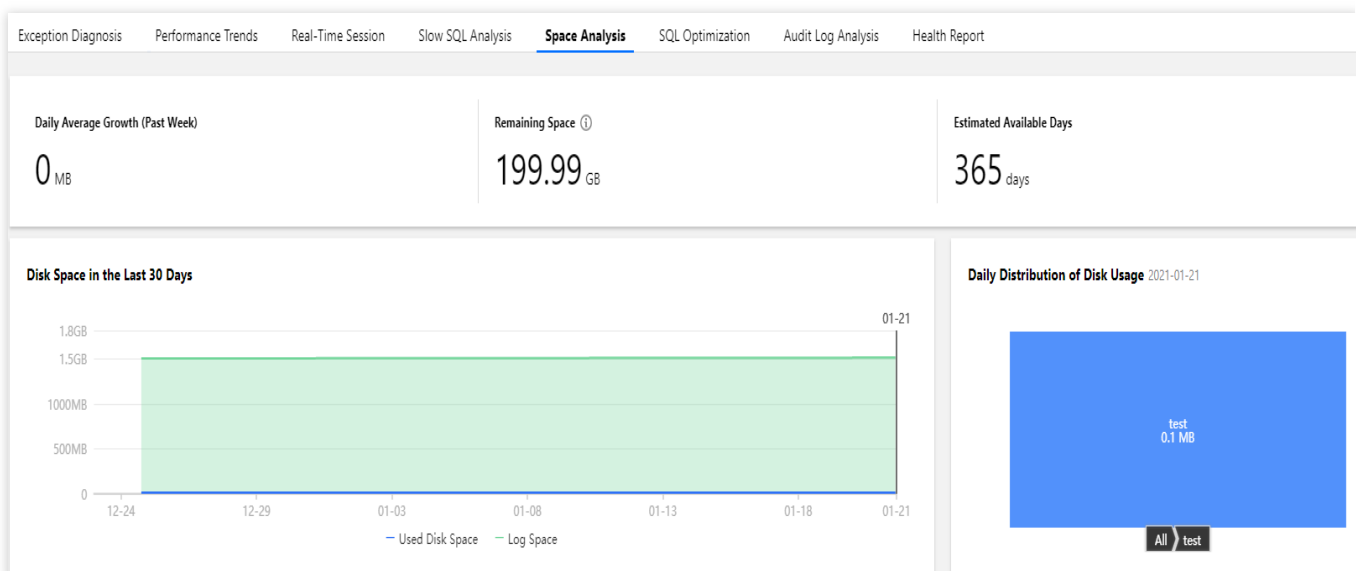 Exception Diagnosis Performance Trends Real-Time Session Slow SQL Analysis Space Analysis SQL Optimization Audit Log Analysis Health Report
Daily Average Growth (Past Week)
0 MB
Remaining Space
199.99 GB
Estimated Available Days
365 days
Disk Space in the Last 30 Days
01-21
1.8GB
1.5GB
1000MB
500MB
0
12-24 12-29 01-03 01-08 01-13 01-18 01-21
Used Disk Space Log Space
Daily Distribution of Disk Usage 2021-01-21
test
0.1 MB
All test